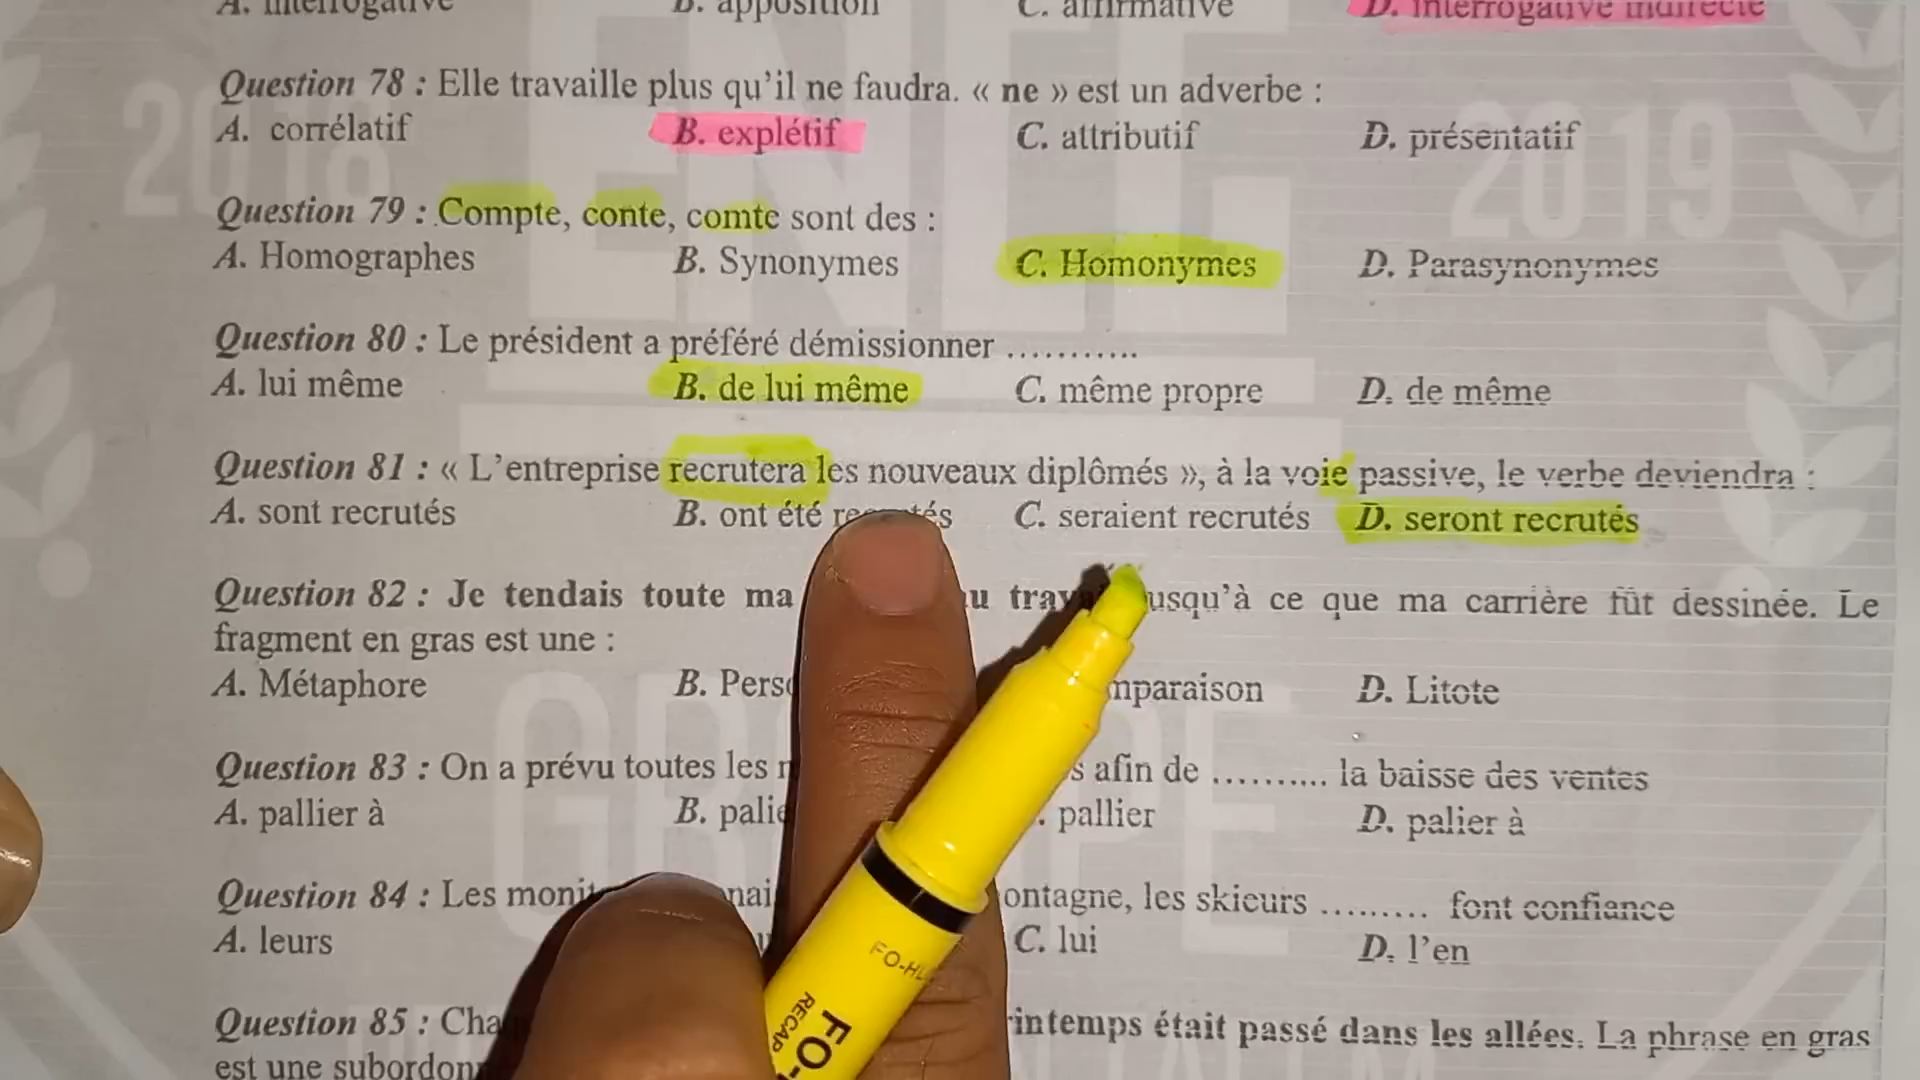 A. interrogative B. apposition C. affirmative D. interrogative indirecte
Question 78 : Elle travaille plus qu'il ne faudra. « ne » est un adverbe :
A. corrélatif B. explétif C. attributif D. présentatif
Question 79 : Compte, conte, comte sont des :
A. Homographes B. Synonymes C. Homonymes D. Parasynonymes
Question 80 : Le président a préféré démissionner ...........
A. lui même B. de lui même C. même propre D. de même
Question 81 : « L'entreprise recrutera les nouveaux diplômés », à la voie passive, le verbe deviendra :
A. sont recrutés B. ont été C. seraient recrutés D. seront recrutés
Question 82 : Je tendais toute ma ce que ma carrière fût dessinée. Le
fragment en gras est une :
A. Métaphore B. D. Litote
Question 83 : On a prévu toutes les afin de .......... la baisse des ventes
A. pallier à B. pallier D. palier à
Question 84 : Les les skieurs ......... font confiance
A. leurs C. lui D. l'en
Question 85 : était passé dans les allées. La phrase en gras
est une
2018
2019
ENCG
FO-
RECAP